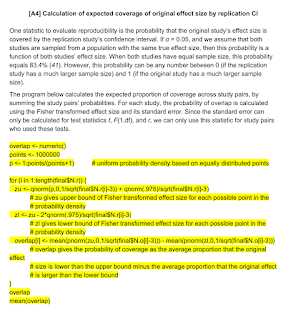 [A4] Calculation of expected coverage of original effect size by replication CI
One statistic to evaluate reproducibility is the probability that the original study's effect size is
covered by the replication study's confidence interval. If α = 0.05, and we assume that both
studies are sampled from a population with the same true effect size, then this probability is a
function of both studies' effect size. When both studies have equal sample size, this probability
equals 83.4% (41). However, this probability can be any number between 0 (if the replication
study has a much larger sample size) and 1 (if the original study has a much larger sample
size).
The program below calculates the expected proportion of coverage across study pairs, by
summing the study pairs' probabilities. For each study, the probability of overlap is calculated
using the Fisher transformed effect size and its standard error. Since the standard error can
only be calculated for test statistics t, F(1,df), and r, we can only use this statistic for study pairs
who used these tests.
overlap <- numeric()
points <- 1000000
p <- 1:points/(points+1) # uniform probability density based on equally distributed points
for (i in 1:length(final$N.r)) {
zu <- qnorm(p,0,1/sqrt(final$N.o[i]-3)) + qnorm(.975)/sqrt(final$N.r[i]-3)
# zu gives upper bound of Fisher transformed effect size for each possible point in the
# probability density
zl <- zu - 2*qnorm(.975)/sqrt(final$N.r[i]-3)
# zl gives lower bound of Fisher transformed effect size for each possible point in the
# probability density
overlap[i] <- mean(pnorm(zu,0,1/sqrt(final$N.o[i]-3))) - mean(pnorm(zl,0,1/sqrt(final$N.o[i]-3)))
# overlap gives the probability of coverage as the average proportion that the original
effect
# size is lower than the upper bound minus the average proportion that the original effect
# is larger than the lower bound
}
overlap
mean(overlap)